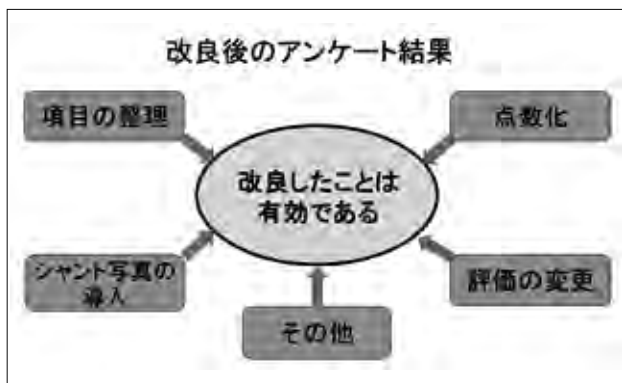 改良後のアンケート結果
項目の整理
点数化
改良したことは
有効である
シャント写真の
導入
評価の変更
その他